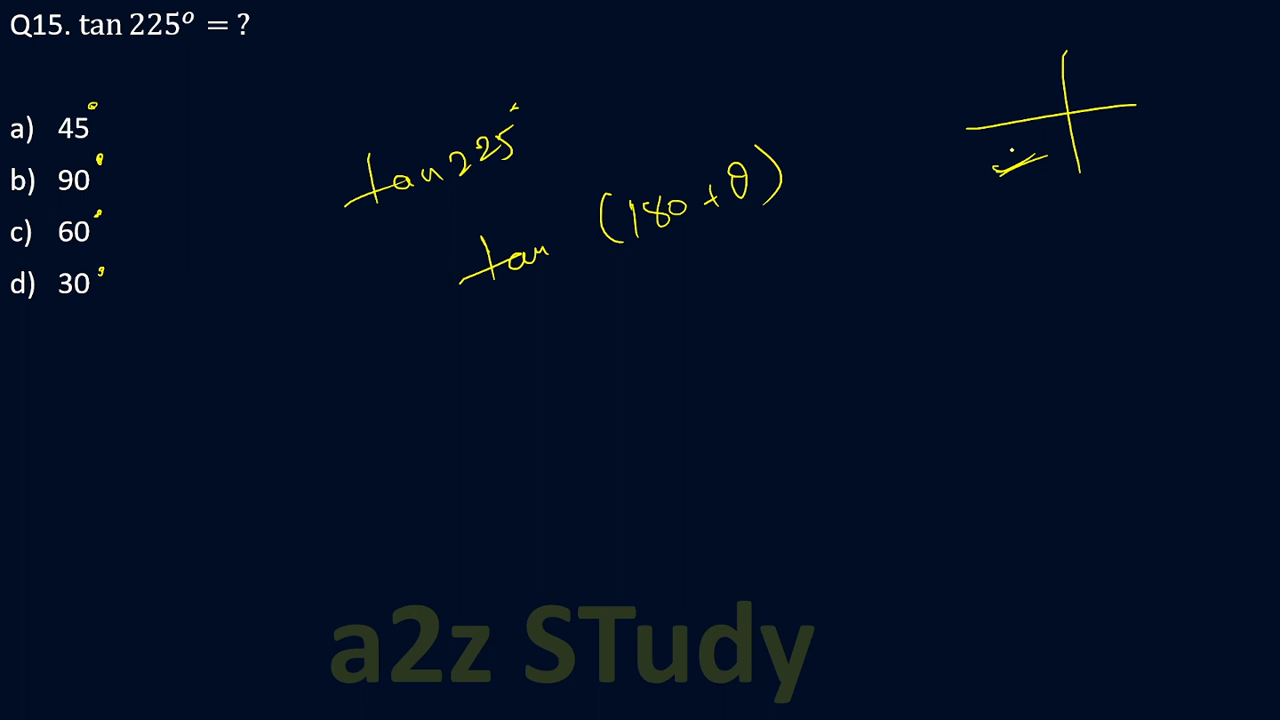 Q15. tan 225° = ?
a) 45°
b) 90°
c) 60°
d) 30°
tan 225°
tan (180 + θ)
a2z STudy